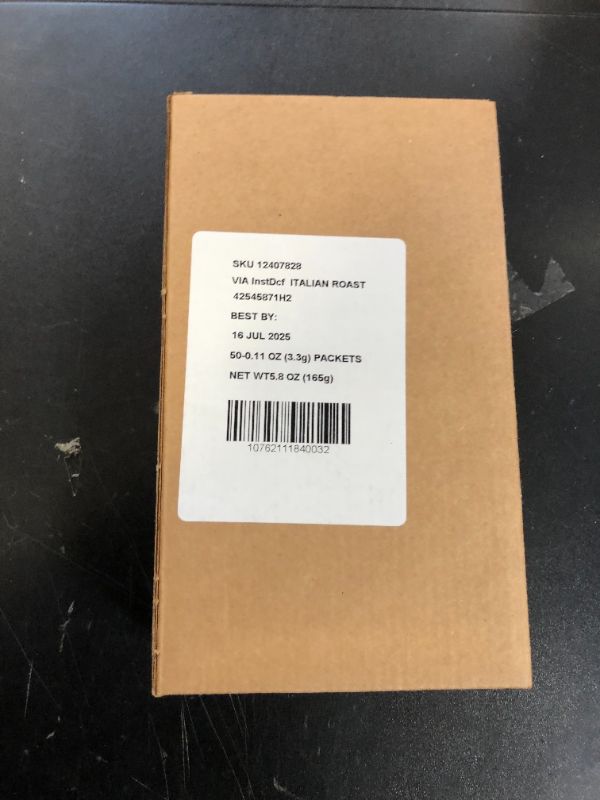 SKU 12407828
VIA InstDcf ITALIAN ROAST
42545871H2
BEST BY:
16 JUL 2025
50-0.11 OZ (3.3g) PACKETS
NET WT5.8 OZ (165g)
10762111840032